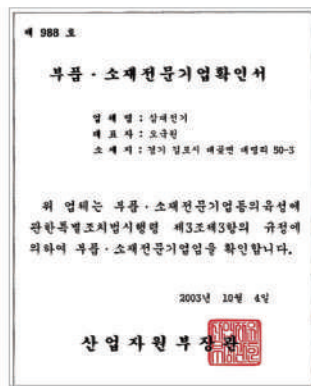 제 988 호
부품 · 소재전문기업확인서
업 체 명 : 삼대전기
대 표 자 : 오극원
소 재 지 : 경기 김포시 대곶면 대명리 50-3
위 업체는 부품 · 소재전문기업등의육성에
관한특별조치법시행령 제3조제3항의 규정에
의하여 부품 · 소재전문기업임을 확인합니다.
2003년 10월 4일
산업자원부장관